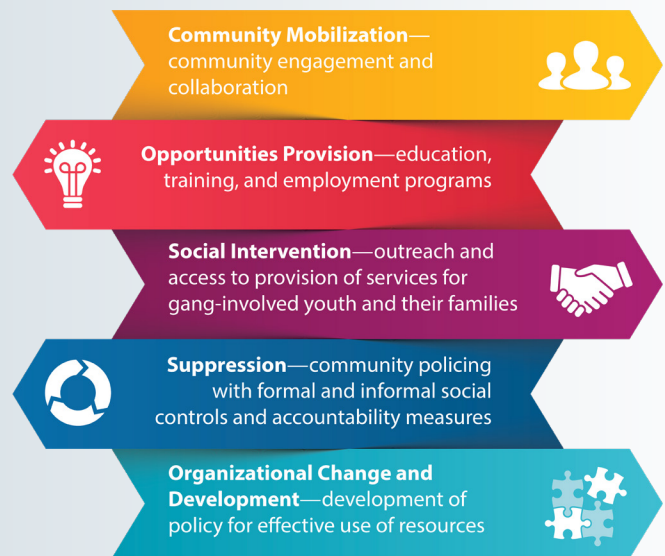 Community Mobilization—
community engagement and
collaboration
Opportunities Provision—education,
training, and employment programs
Social Intervention—outreach and
access to provision of services for
gang-involved youth and their families
Suppression—community policing
with formal and informal social
controls and accountability measures
Organizational Change and
Development—development of
policy for effective use of resources